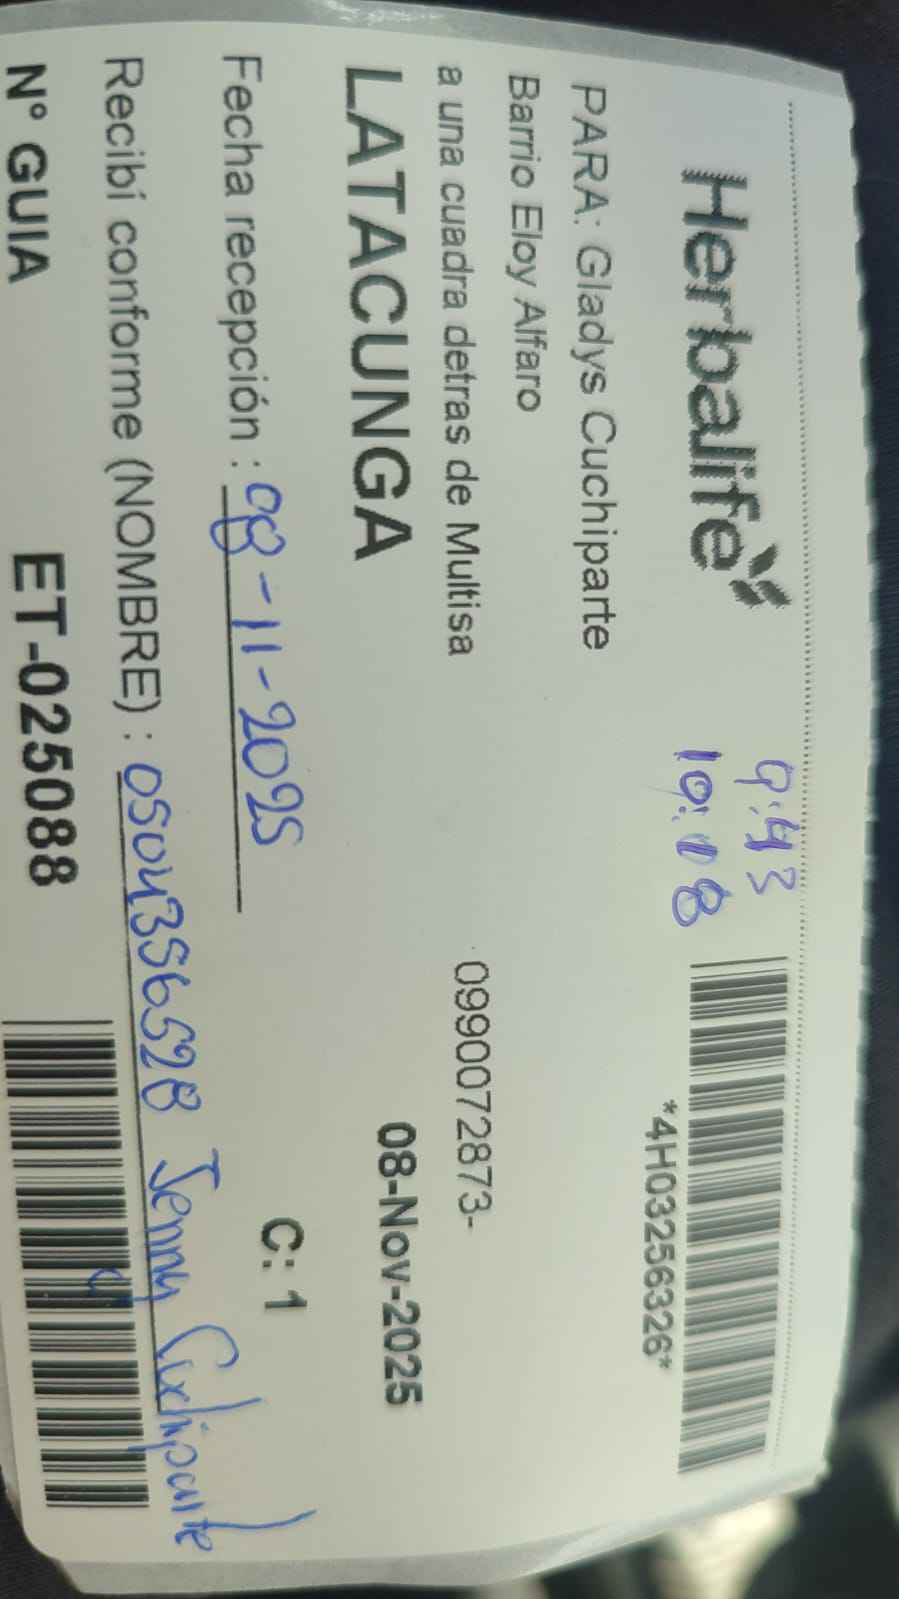 Herbalife
9:43
10:18
*4H03256326*
PARA: Gladys Cuchiparte
Barrio Eloy Alfaro
0990072873-
a una cuadra detras de Multisa
LATACUNGA
08-Nov-2025
Fecha recepción : 08-11-2025
C: 1
Recibí conforme (NOMBRE) : 0504356528 Jenny Cuchiparte
N° GUIA
ET-025088